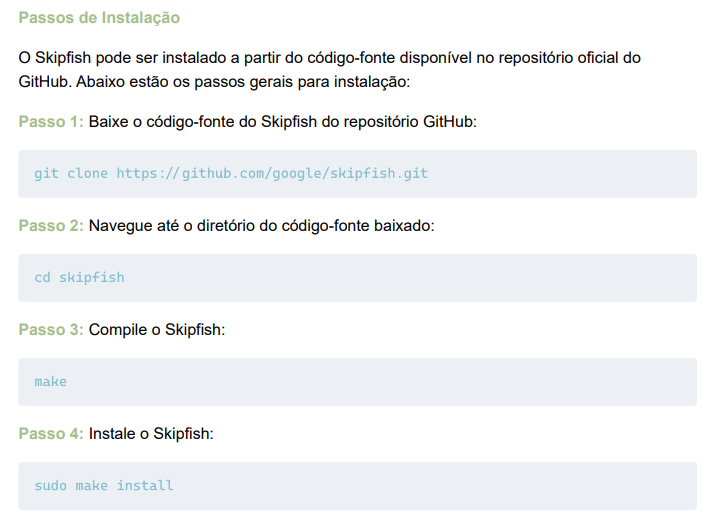 Passos de Instalação
O Skipfish pode ser instalado a partir do código-fonte disponível no repositório oficial do
GitHub. Abaixo estão os passos gerais para instalação:
Passo 1: Baixe o código-fonte do Skipfish do repositório GitHub:
git clone https://github.com/google/skipfish.git
Passo 2: Navegue até o diretório do código-fonte baixado:
cd skipfish
Passo 3: Compile o Skipfish:
make
Passo 4: Instale o Skipfish:
sudo make install